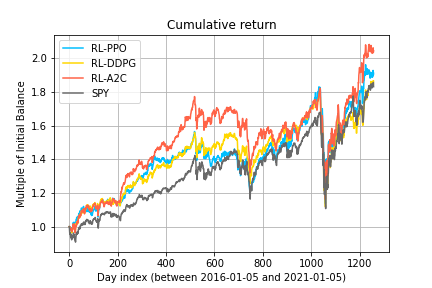 Cumulative return
RL-PPO
RL-DDPG
RL-A2C
SPY
Multiple of Initial Balance
2.0
1.8
1.6
1.4
1.2
1.0
0 200 400 600 800 1000 1200
Day index (between 2016-01-05 and 2021-01-05)